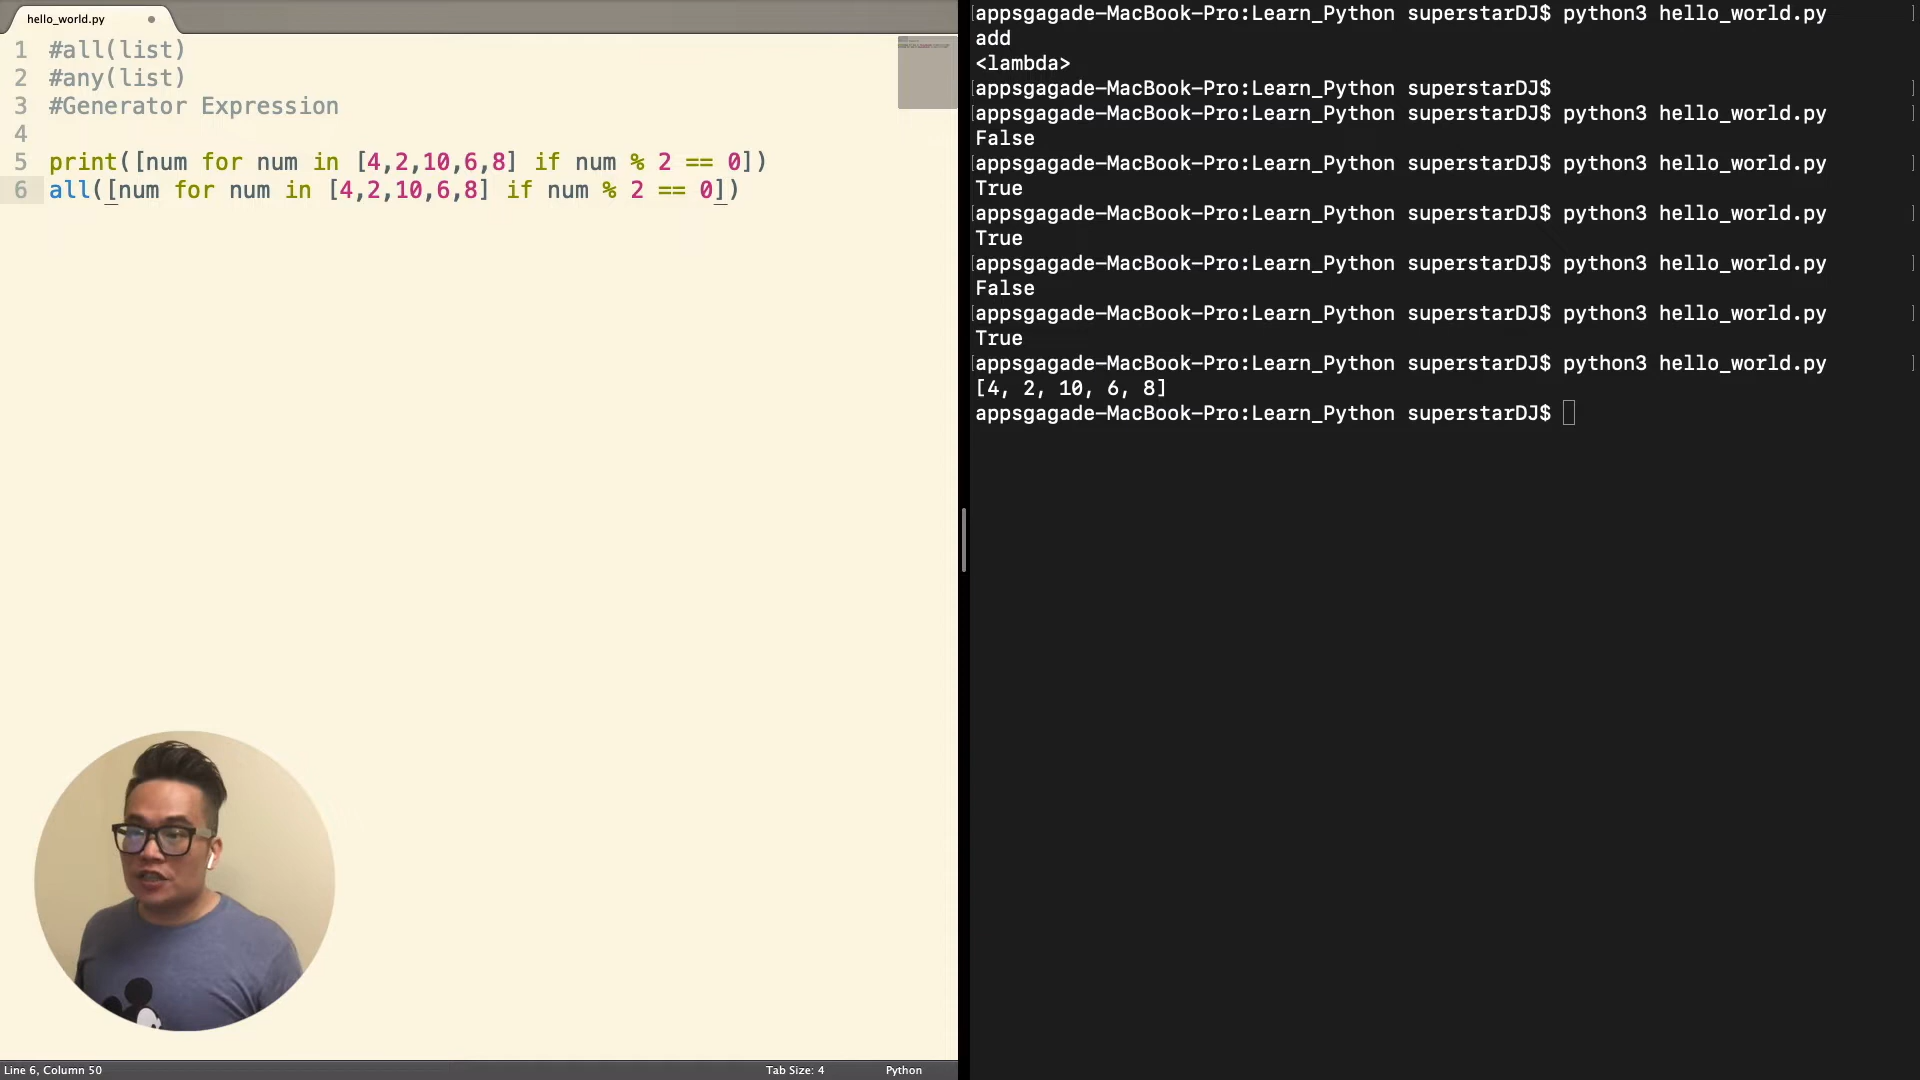 hello_world.py
1 #all(list)
2 #any(list)
3 #Generator Expression
4
5 print([num for num in [4,2,10,6,8] if num % 2 == 0])
6 all([num for num in [4,2,10,6,8] if num % 2 == 0])
Line 6, Column 50
Tab Size: 4
Python
[appsgagade-MacBook-Pro:Learn_Python superstarDJ$ python3 hello_world.py ]
add
<lambda>
[appsgagade-MacBook-Pro:Learn_Python superstarDJ$ ]
[appsgagade-MacBook-Pro:Learn_Python superstarDJ$ python3 hello_world.py ]
False
[appsgagade-MacBook-Pro:Learn_Python superstarDJ$ python3 hello_world.py ]
True
[appsgagade-MacBook-Pro:Learn_Python superstarDJ$ python3 hello_world.py ]
True
[appsgagade-MacBook-Pro:Learn_Python superstarDJ$ python3 hello_world.py ]
False
[appsgagade-MacBook-Pro:Learn_Python superstarDJ$ python3 hello_world.py ]
True
[appsgagade-MacBook-Pro:Learn_Python superstarDJ$ python3 hello_world.py ]
[4, 2, 10, 6, 8]
appsgagade-MacBook-Pro:Learn_Python superstarDJ$